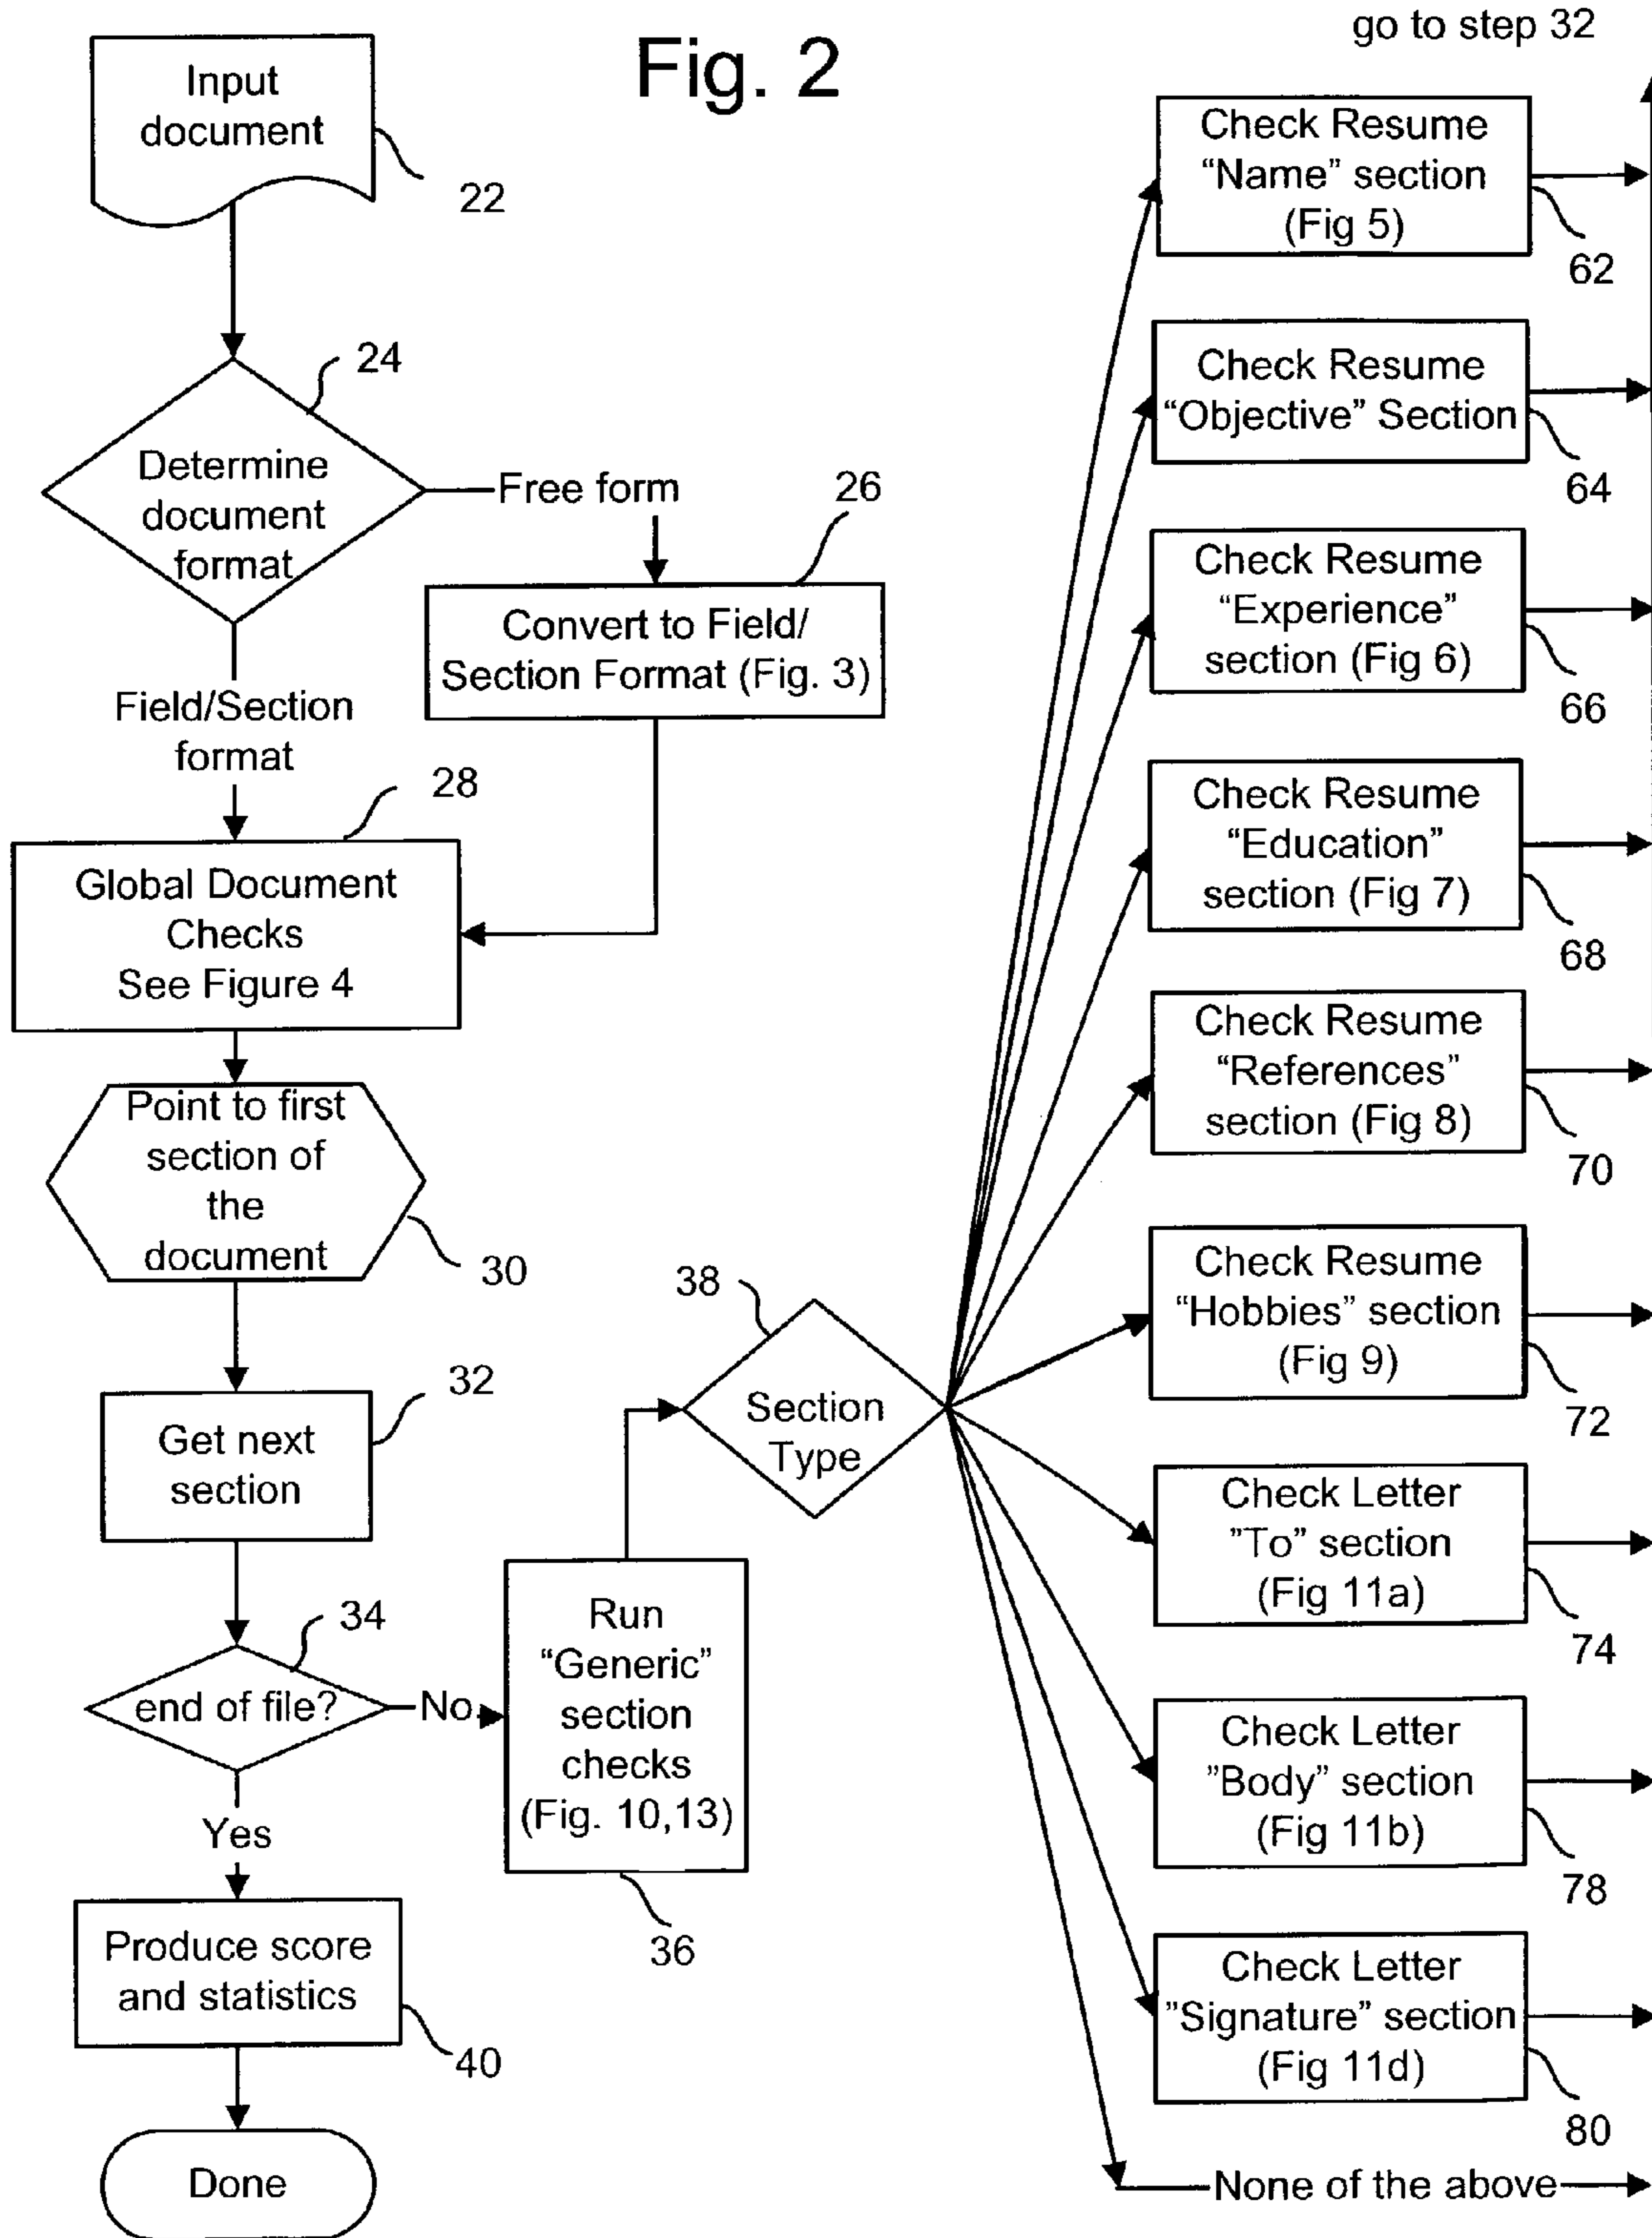 Fig. 2
go to step 32
Input
document
22
24
Determine
document
format
Free form
26
Convert to Field/
Section Format (Fig. 3)
Field/Section
format
28
Global Document
Checks
See Figure 4
Point to first
section of
the
document
30
32
Get next
section
34
end of file?
No
Yes
Produce score
and statistics
40
Done
Run
“Generic”
section
checks
(Fig. 10,13)
36
38
Section
Type
Check Resume
“Name” section
(Fig 5)
62
Check Resume
“Objective” Section
64
Check Resume
“Experience”
section (Fig 6)
66
Check Resume
“Education”
section (Fig 7)
68
Check Resume
“References”
section (Fig 8)
70
Check Resume
“Hobbies” section
(Fig 9)
72
Check Letter
”To” section
(Fig 11a)
74
Check Letter
”Body” section
(Fig 11b)
78
Check Letter
”Signature” section
(Fig 11d)
80
None of the above